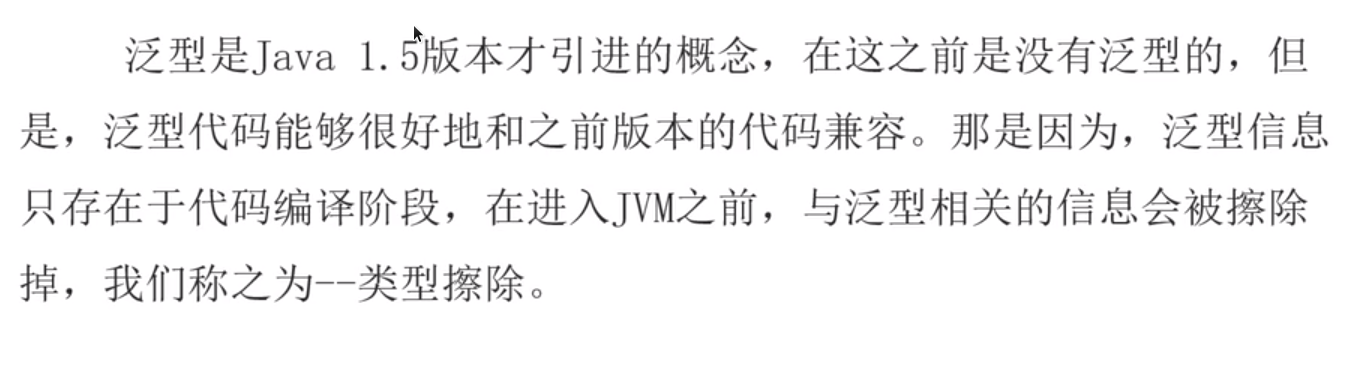 泛型是Java 1.5版本才引进的概念，在这之前是没有泛型的，但
是，泛型代码能够很好地和之前版本的代码兼容。那是因为，泛型信息
只存在于代码编译阶段，在进入JVM之前，与泛型相关的信息会被擦除
掉，我们称之为--类型擦除。